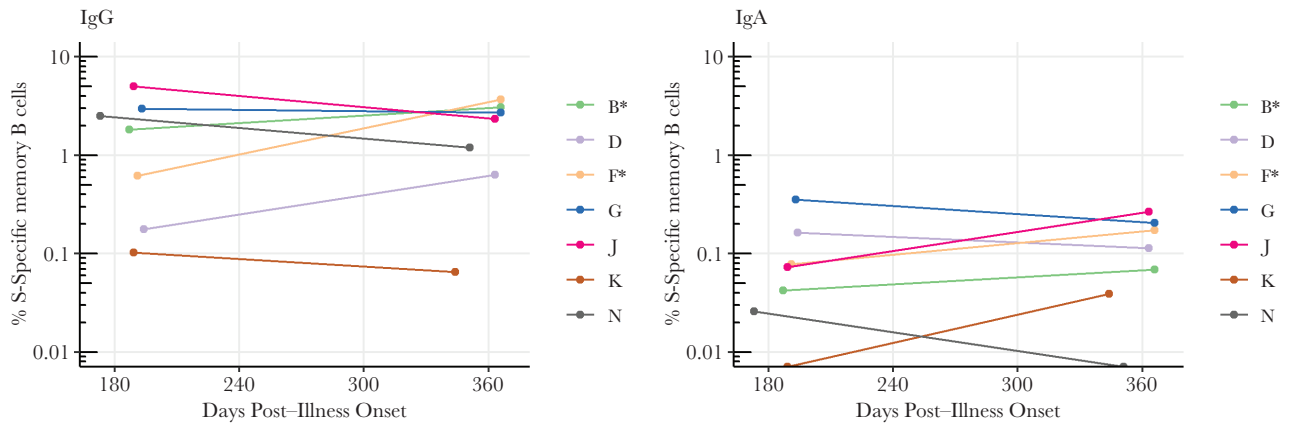 IgG
% S-Specific memory B cells
10
1
0.1
0.01
180 240 300 360
Days Post–Illness Onset
B*
D
F*
G
J
K
N
IgA
% S-Specific memory B cells
10
1
0.1
0.01
180 240 300 360
Days Post–Illness Onset
B*
D
F*
G
J
K
N